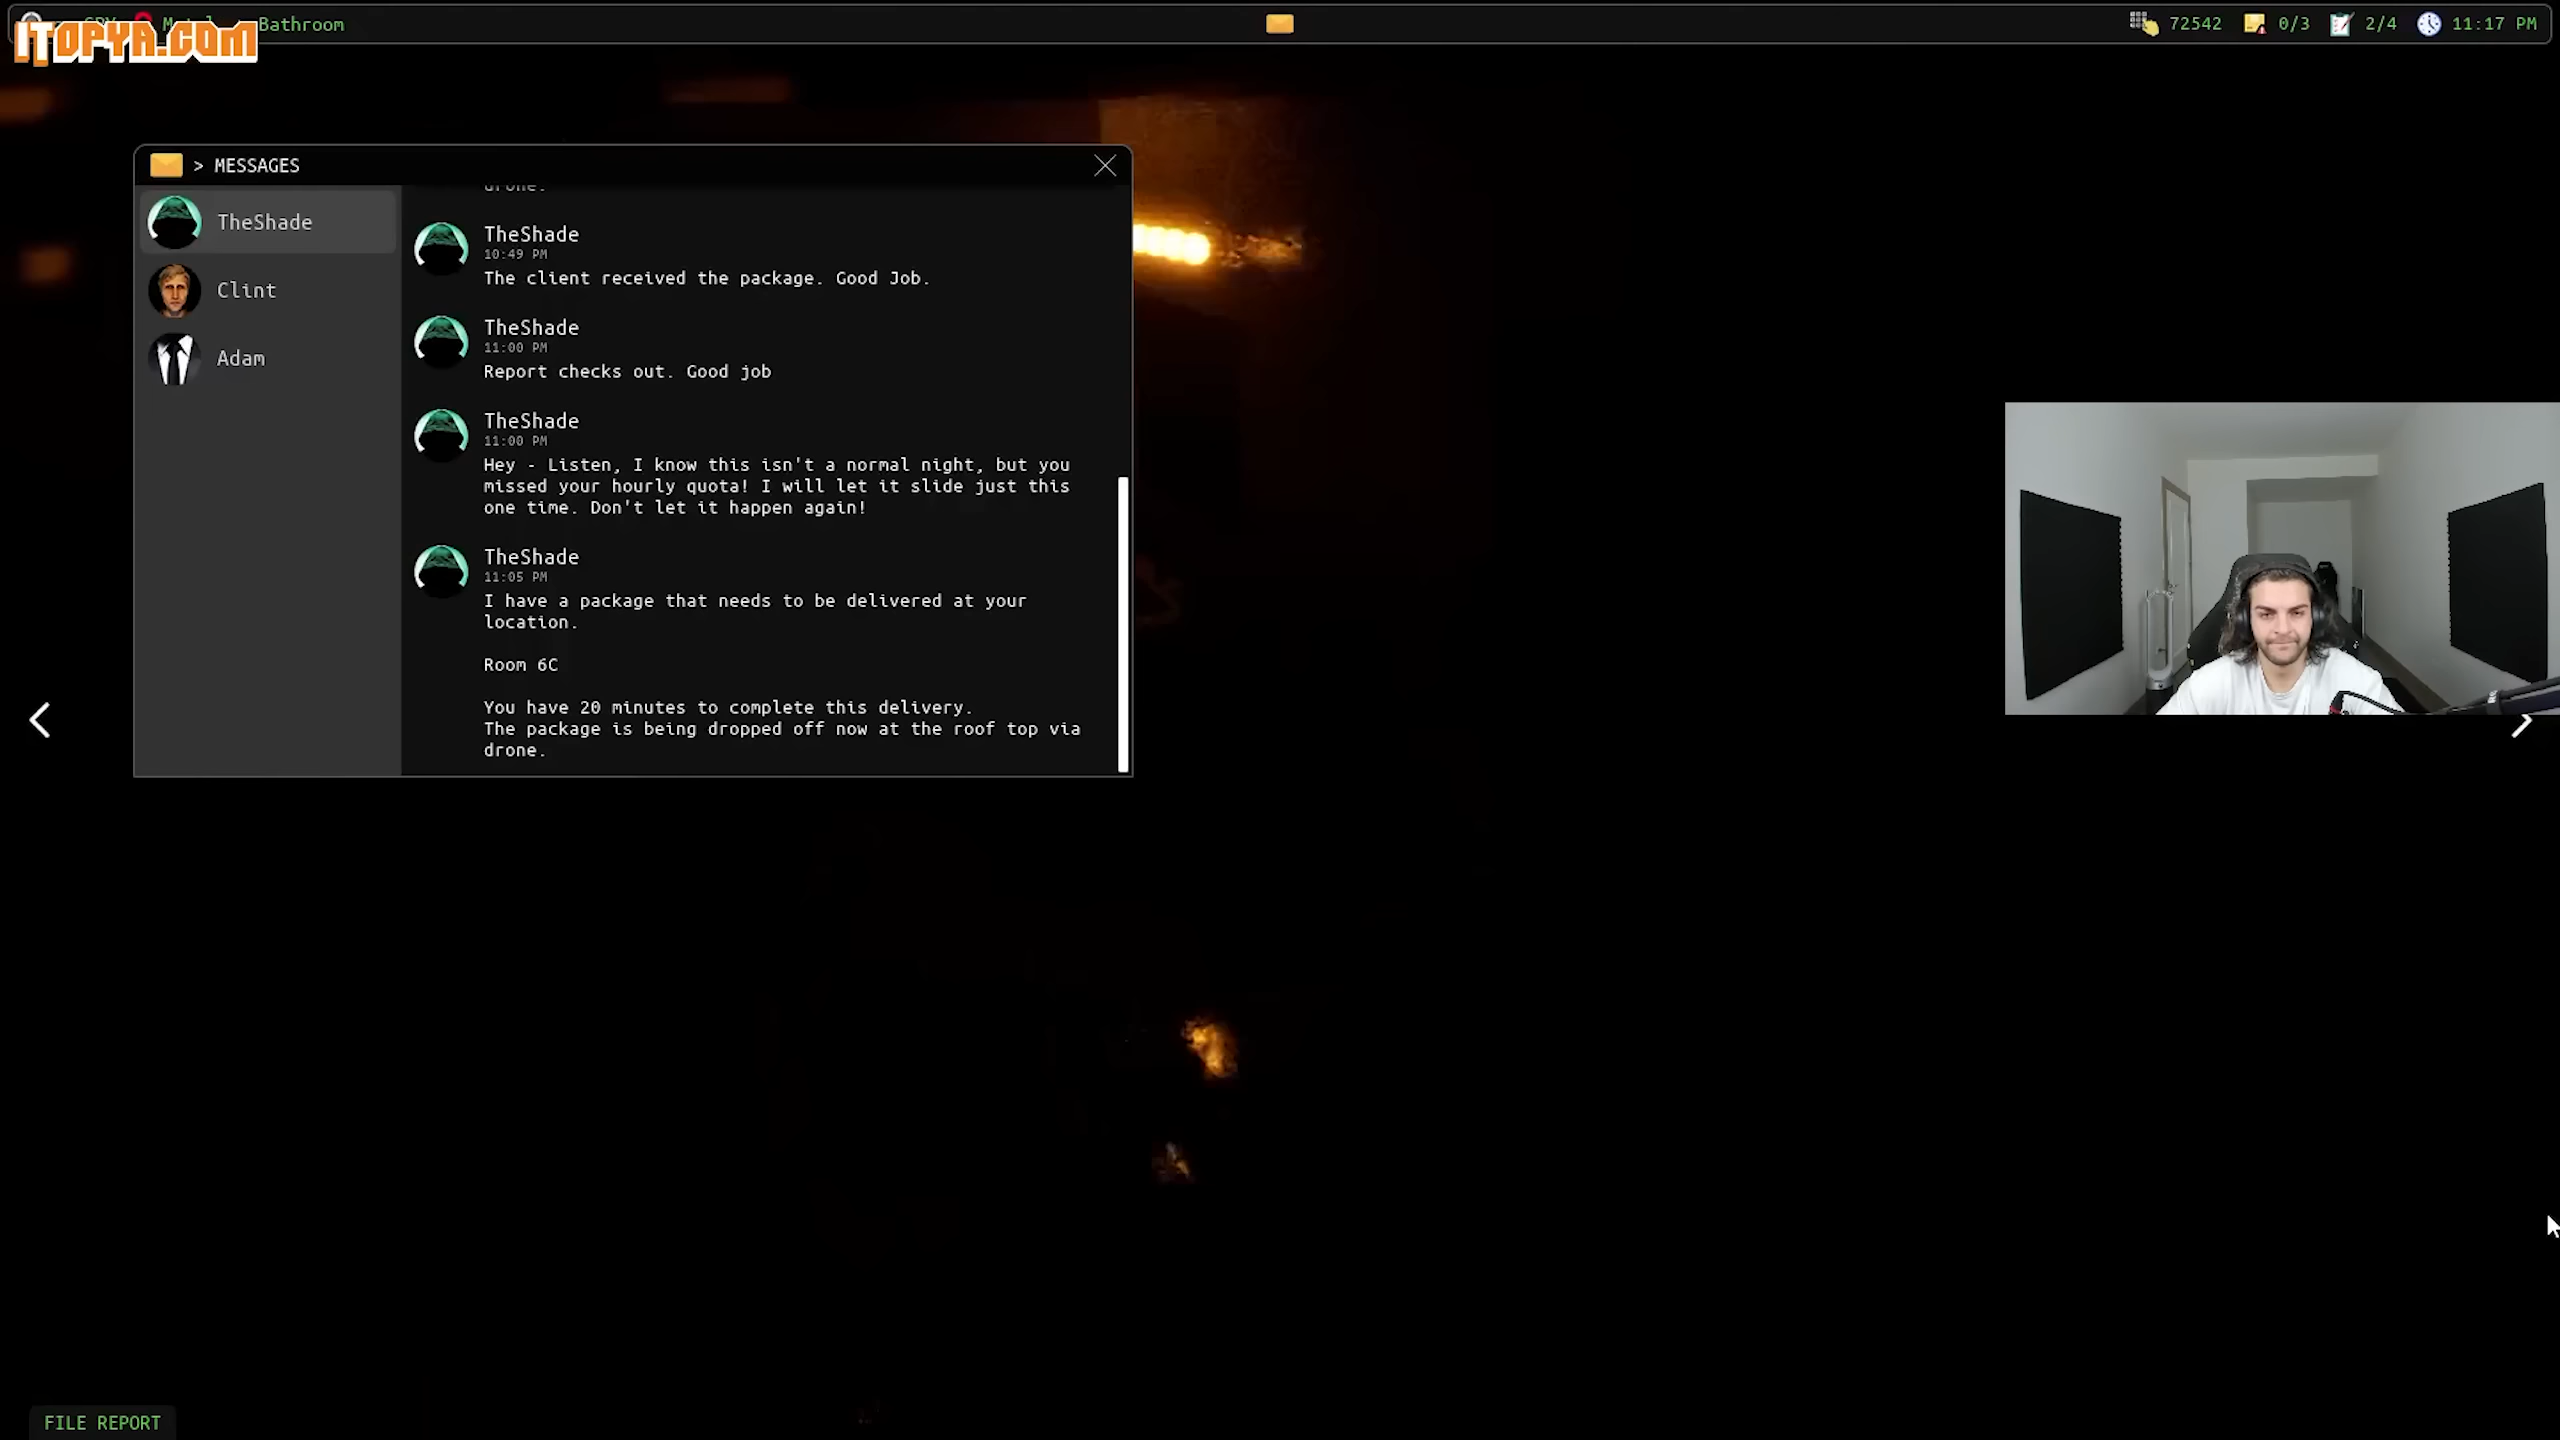 ITOPYA.COM
Bathroom
72542
0/3
2/4
11:17 PM
> MESSAGES
TheShade
Clint
Adam
drone.
TheShade
10:49 PM
The client received the package. Good Job.
TheShade
11:00 PM
Report checks out. Good job
TheShade
11:00 PM
Hey - Listen, I know this isn't a normal night, but you
missed your hourly quota! I will let it slide just this
one time. Don't let it happen again!
TheShade
11:05 PM
I have a package that needs to be delivered at your
location.
Room 6C
You have 20 minutes to complete this delivery.
The package is being dropped off now at the roof top via
drone.
FILE REPORT